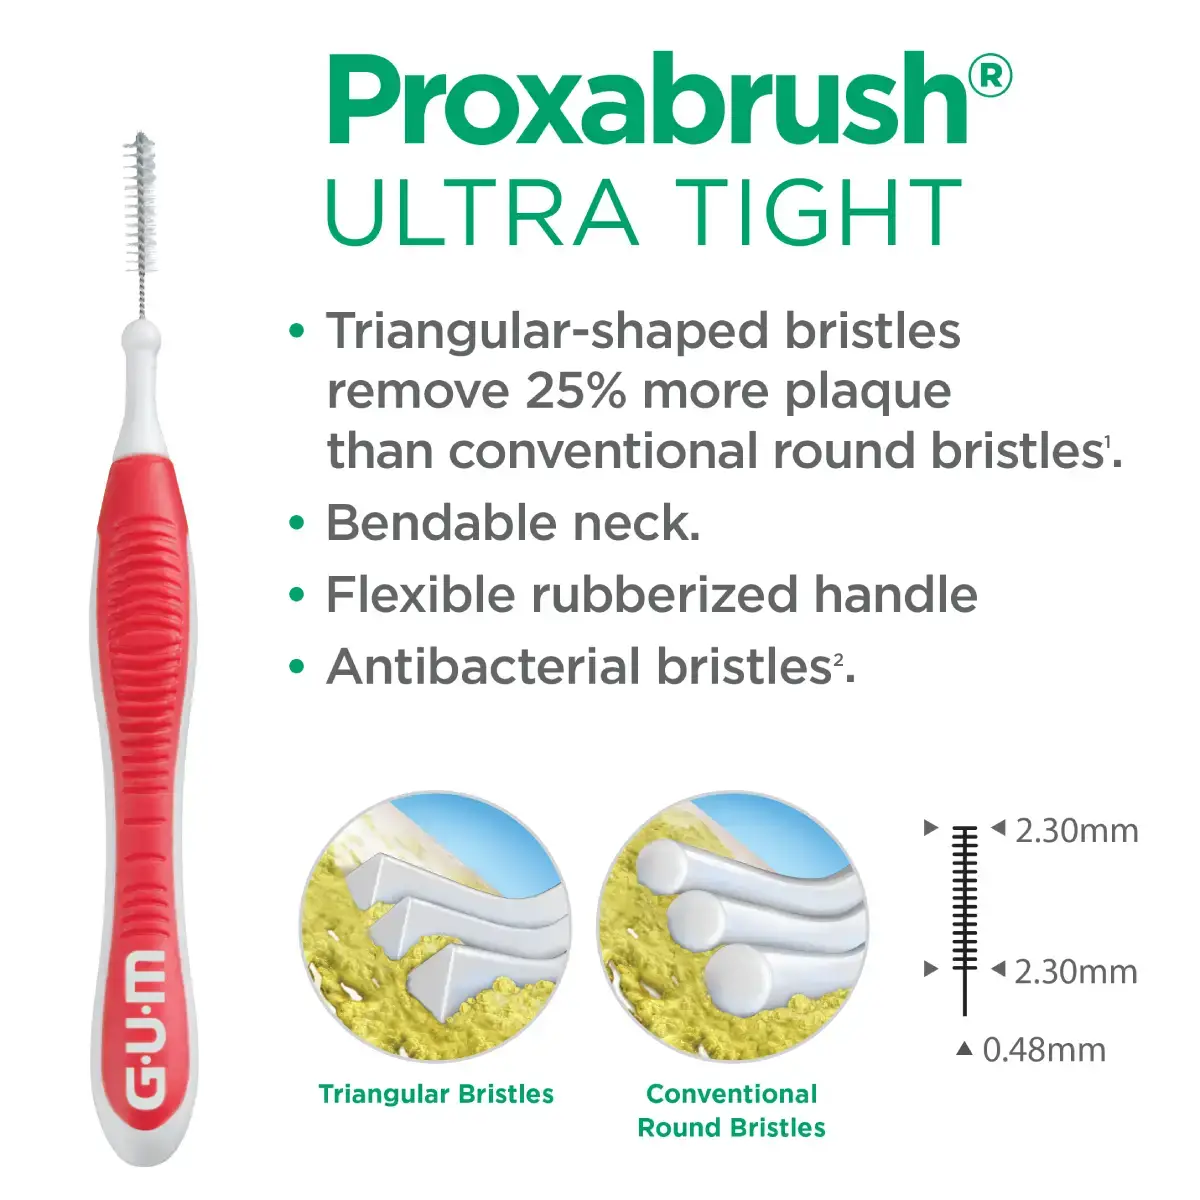 Proxabrush®
ULTRA TIGHT
• Triangular-shaped bristles
remove 25% more plaque
than conventional round bristles¹.
• Bendable neck.
• Flexible rubberized handle
• Antibacterial bristles².
G·U·M
Triangular Bristles
Conventional
Round Bristles
2.30mm
2.30mm
0.48mm